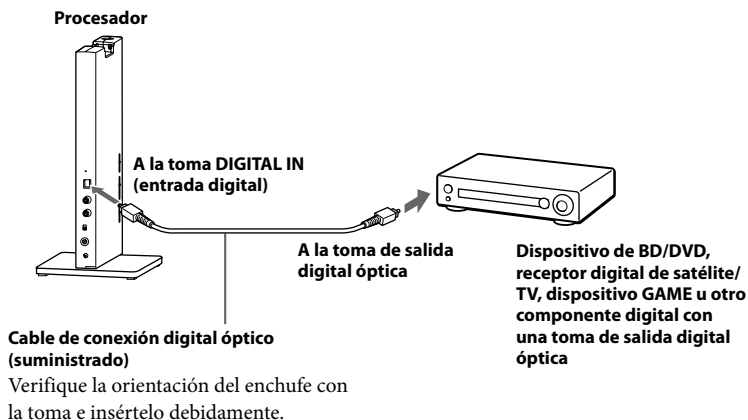 Procesador
A la toma DIGITAL IN
(entrada digital)
A la toma de salida
digital óptica
Dispositivo de BD/DVD,
receptor digital de satélite/
TV, dispositivo GAME u otro
componente digital con
una toma de salida digital
óptica
Cable de conexión digital óptico
(suministrado)
Verifique la orientación del enchufe con
la toma e insértelo debidamente.